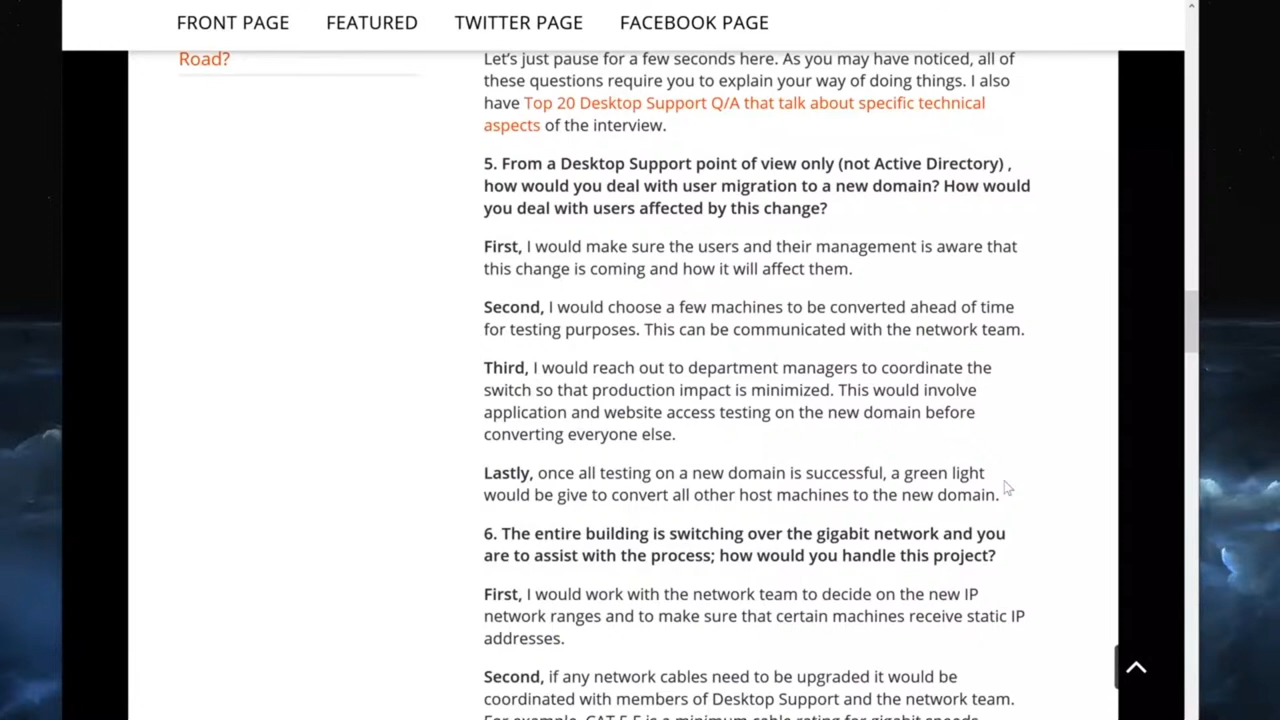 FRONT PAGE FEATURED TWITTER PAGE FACEBOOK PAGE
Road?
Let’s just pause for a few seconds here. As you may have noticed, all of
these questions require you to explain your way of doing things. I also
have Top 20 Desktop Support Q/A that talk about specific technical
aspects of the interview.
5. From a Desktop Support point of view only (not Active Directory) ,
how would you deal with user migration to a new domain? How would
you deal with users affected by this change?
First, I would make sure the users and their management is aware that
this change is coming and how it will affect them.
Second, I would choose a few machines to be converted ahead of time
for testing purposes. This can be communicated with the network team.
Third, I would reach out to department managers to coordinate the
switch so that production impact is minimized. This would involve
application and website access testing on the new domain before
converting everyone else.
Lastly, once all testing on a new domain is successful, a green light
would be give to convert all other host machines to the new domain.
6. The entire building is switching over the gigabit network and you
are to assist with the process; how would you handle this project?
First, I would work with the network team to decide on the new IP
network ranges and to make sure that certain machines receive static IP
addresses.
Second, if any network cables need to be upgraded it would be
coordinated with members of Desktop Support and the network team.
For example, CAT 5 E is a minimum cable rating for gigabit speeds